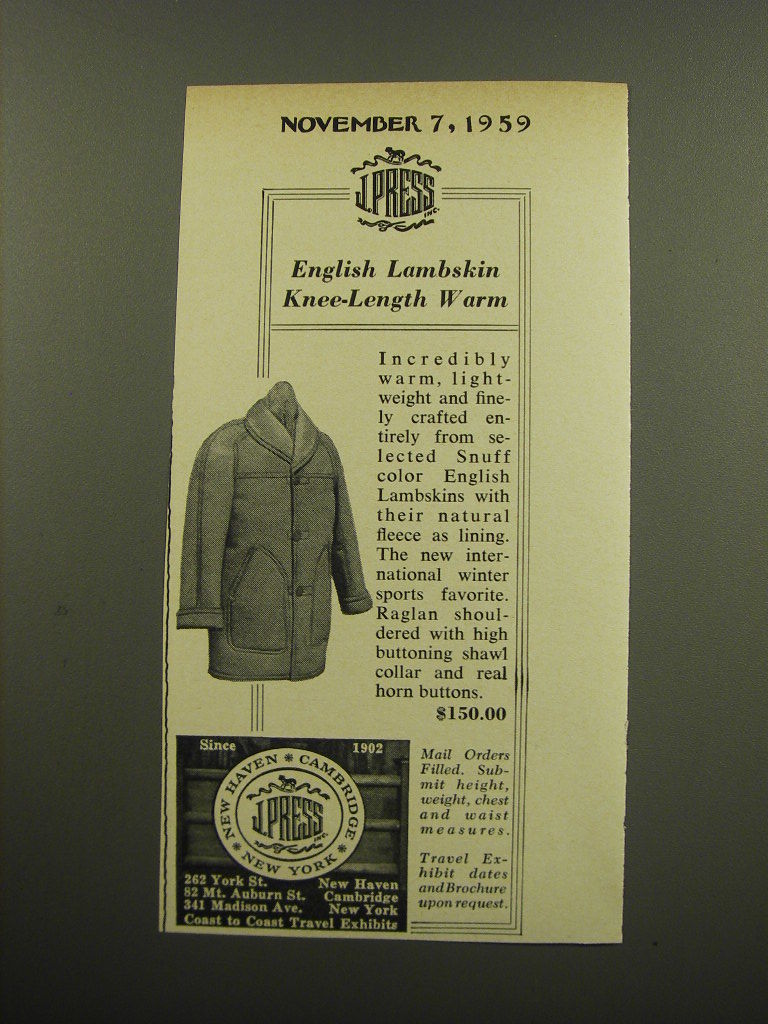 NOVEMBER 7, 1959
J. PRESS INC.
English Lambskin
Knee-Length Warm
Incredibly
warm, light-
weight and fine-
ly crafted en-
tirely from se-
lected Snuff
color English
Lambskins with
their natural
fleece as lining.
The new inter-
national winter
sports favorite.
Raglan shoul-
dered with high
buttoning shawl
collar and real
horn buttons.
$150.00
Since 1902
NEW HAVEN * CAMBRIDGE * NEW YORK *
J. PRESS INC.
262 York St. New Haven
82 Mt. Auburn St. Cambridge
341 Madison Ave. New York
Coast to Coast Travel Exhibits
Mail Orders
Filled. Sub-
mit height,
weight, chest
and waist
measures.
Travel Ex-
hibit dates
and Brochure
upon request.